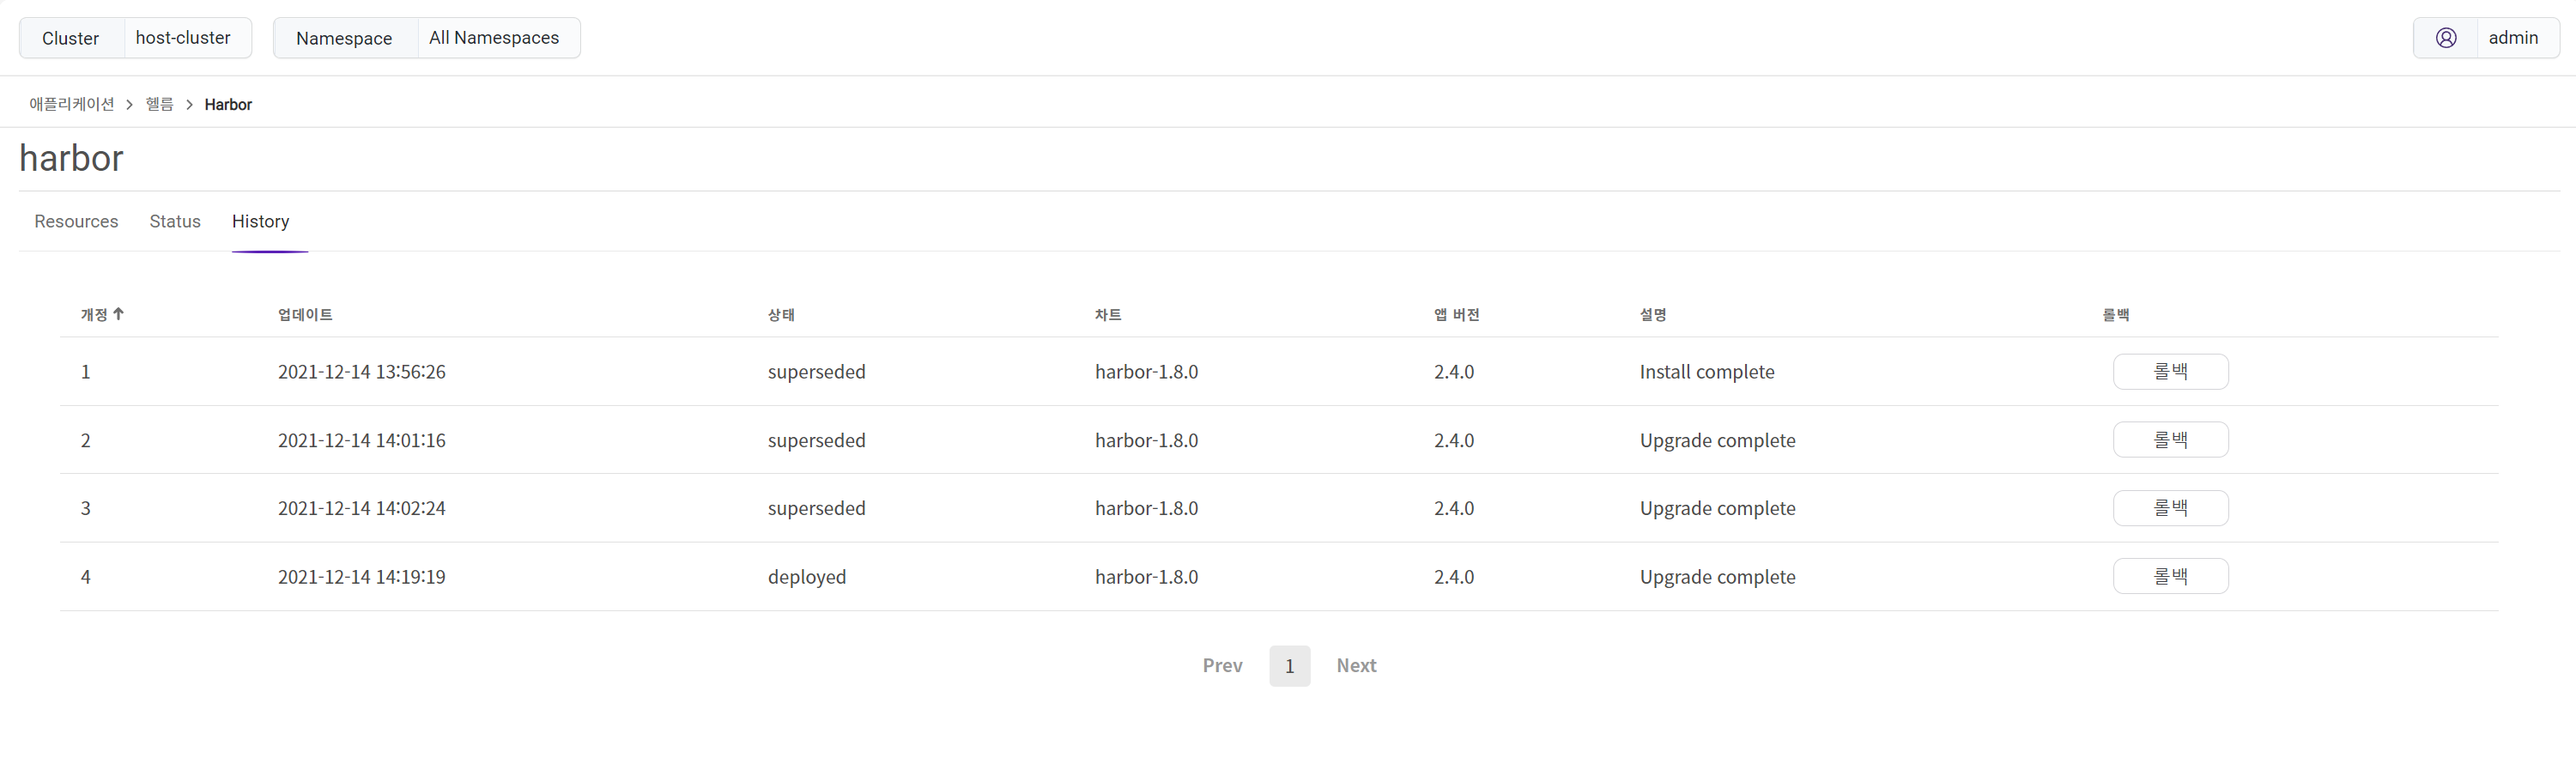 Cluster host-cluster Namespace All Namespaces admin
애플리케이션 > 헬름 > Harbor
harbor
Resources Status History
개정 ↑ 업데이트 상태 차트 앱 버전 설명 롤백
1 2021-12-14 13:56:26 superseded harbor-1.8.0 2.4.0 Install complete 롤백
2 2021-12-14 14:01:16 superseded harbor-1.8.0 2.4.0 Upgrade complete 롤백
3 2021-12-14 14:02:24 superseded harbor-1.8.0 2.4.0 Upgrade complete 롤백
4 2021-12-14 14:19:19 deployed harbor-1.8.0 2.4.0 Upgrade complete 롤백
Prev 1 Next